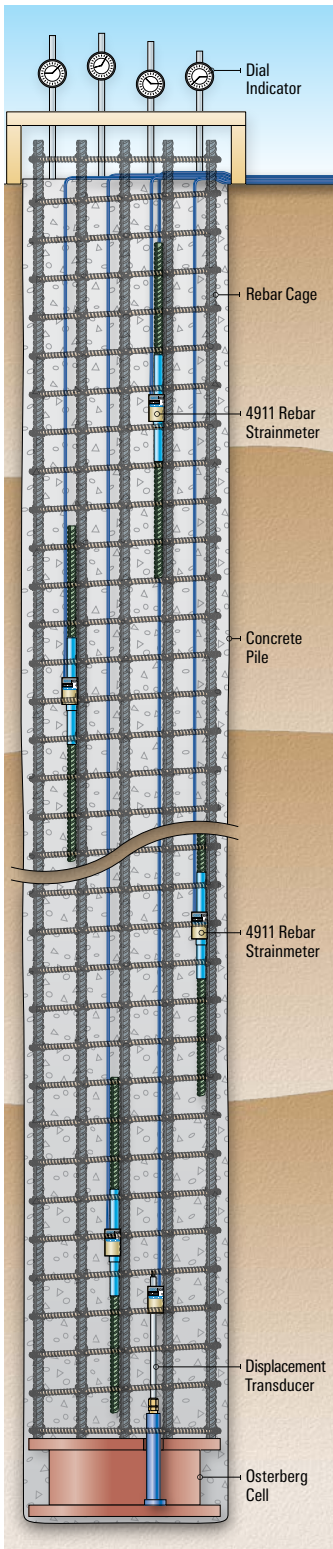 Dial
Indicator
Rebar Cage
4911 Rebar
Strainmeter
Concrete
Pile
4911 Rebar
Strainmeter
Displacement
Transducer
Osterberg
Cell